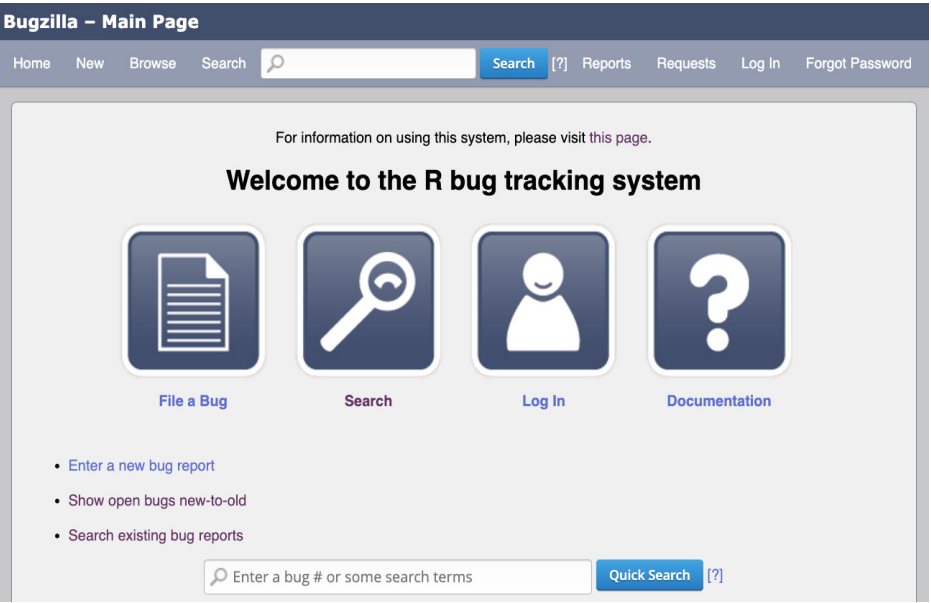 Bugzilla – Main Page
Home New Browse Search Search [?] Reports Requests Log In Forgot Password
For information on using this system, please visit this page.
Welcome to the R bug tracking system
File a Bug Search Log In Documentation
• Enter a new bug report
• Show open bugs new-to-old
• Search existing bug reports
Enter a bug # or some search terms Quick Search [?]